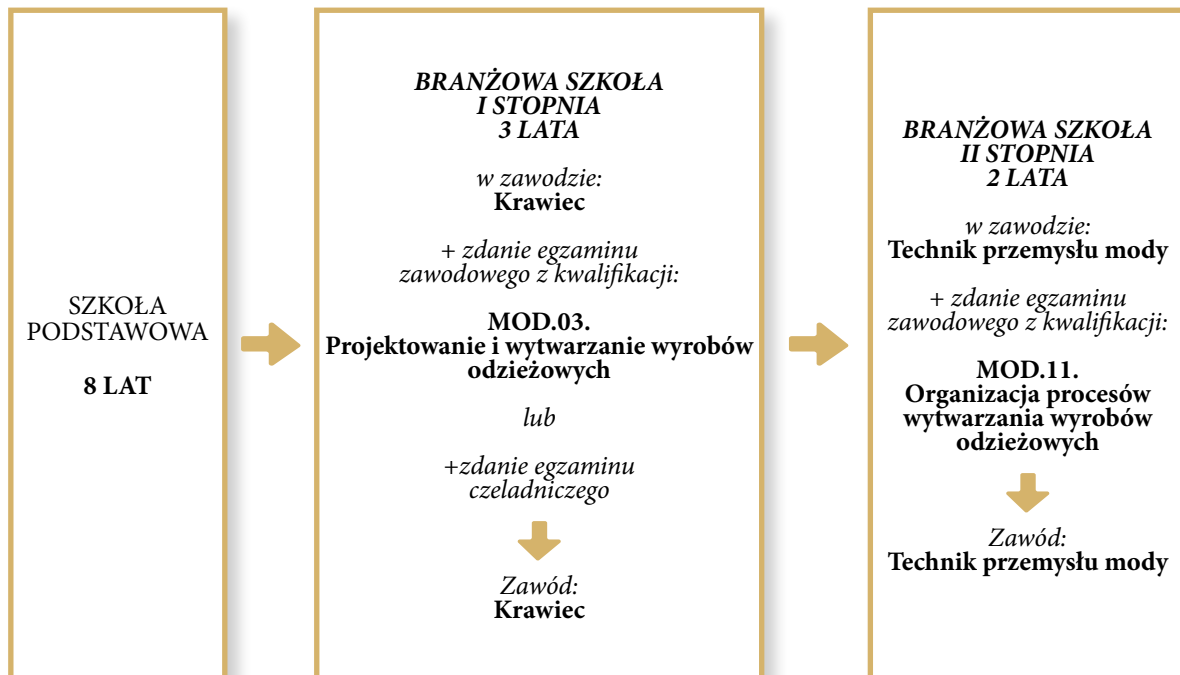 SZKOŁA
PODSTAWOWA
8 LAT
BRANŻOWA SZKOŁA
I STOPNIA
3 LATA
w zawodzie:
Krawiec
+ zdanie egzaminu
zawodowego z kwalifikacji:
MOD.03.
Projektowanie i wytwarzanie wyrobów
odzieżowych
lub
+zdanie egzaminu
czeladniczego
Zawód:
Krawiec
BRANŻOWA SZKOŁA
II STOPNIA
2 LATA
w zawodzie:
Technik przemysłu mody
+ zdanie egzaminu
zawodowego z kwalifikacji:
MOD.11.
Organizacja procesów
wytwarzania wyrobów
odzieżowych
Zawód:
Technik przemysłu mody